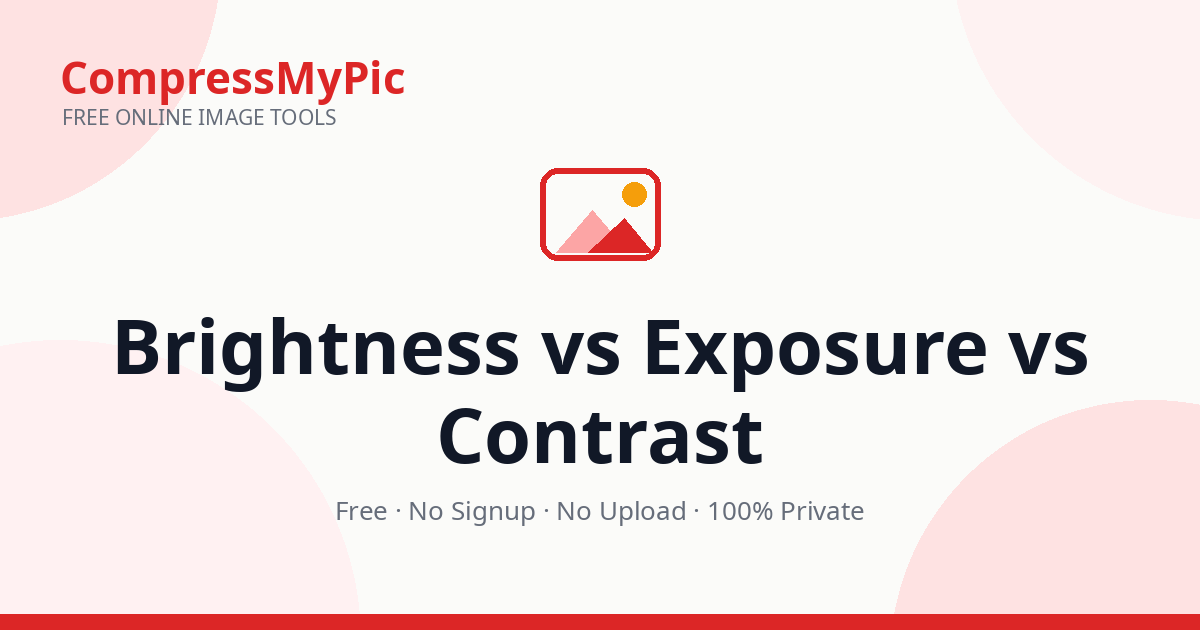 CompressMyPic
FREE ONLINE IMAGE TOOLS
Brightness vs Exposure vs
Contrast
Free · No Signup · No Upload · 100% Private